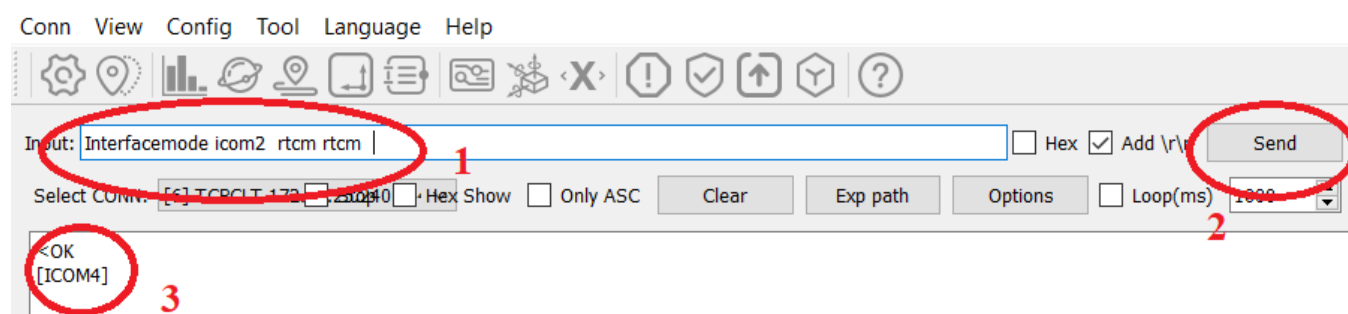 Conn View Config Tool Language Help
Input: Interfacemode icom2 rtcm rtcm Hex Add \r\n Send
1
Select CONN: Hex Show Only ASC Clear Exp path Options Loop(ms) 1000
2
<OK
[ICOM4]
3